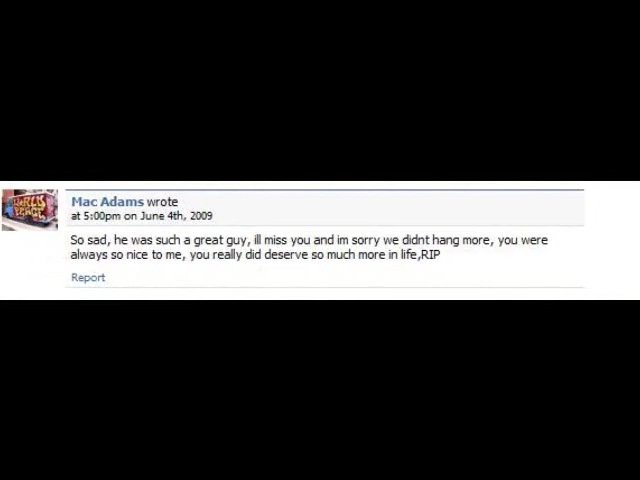 WORLD
PEACE
Mac Adams wrote
at 5:00pm on June 4th, 2009
So sad, he was such a great guy, ill miss you and im sorry we didnt hang more, you were
always so nice to me, you really did deserve so much more in life,RIP
Report